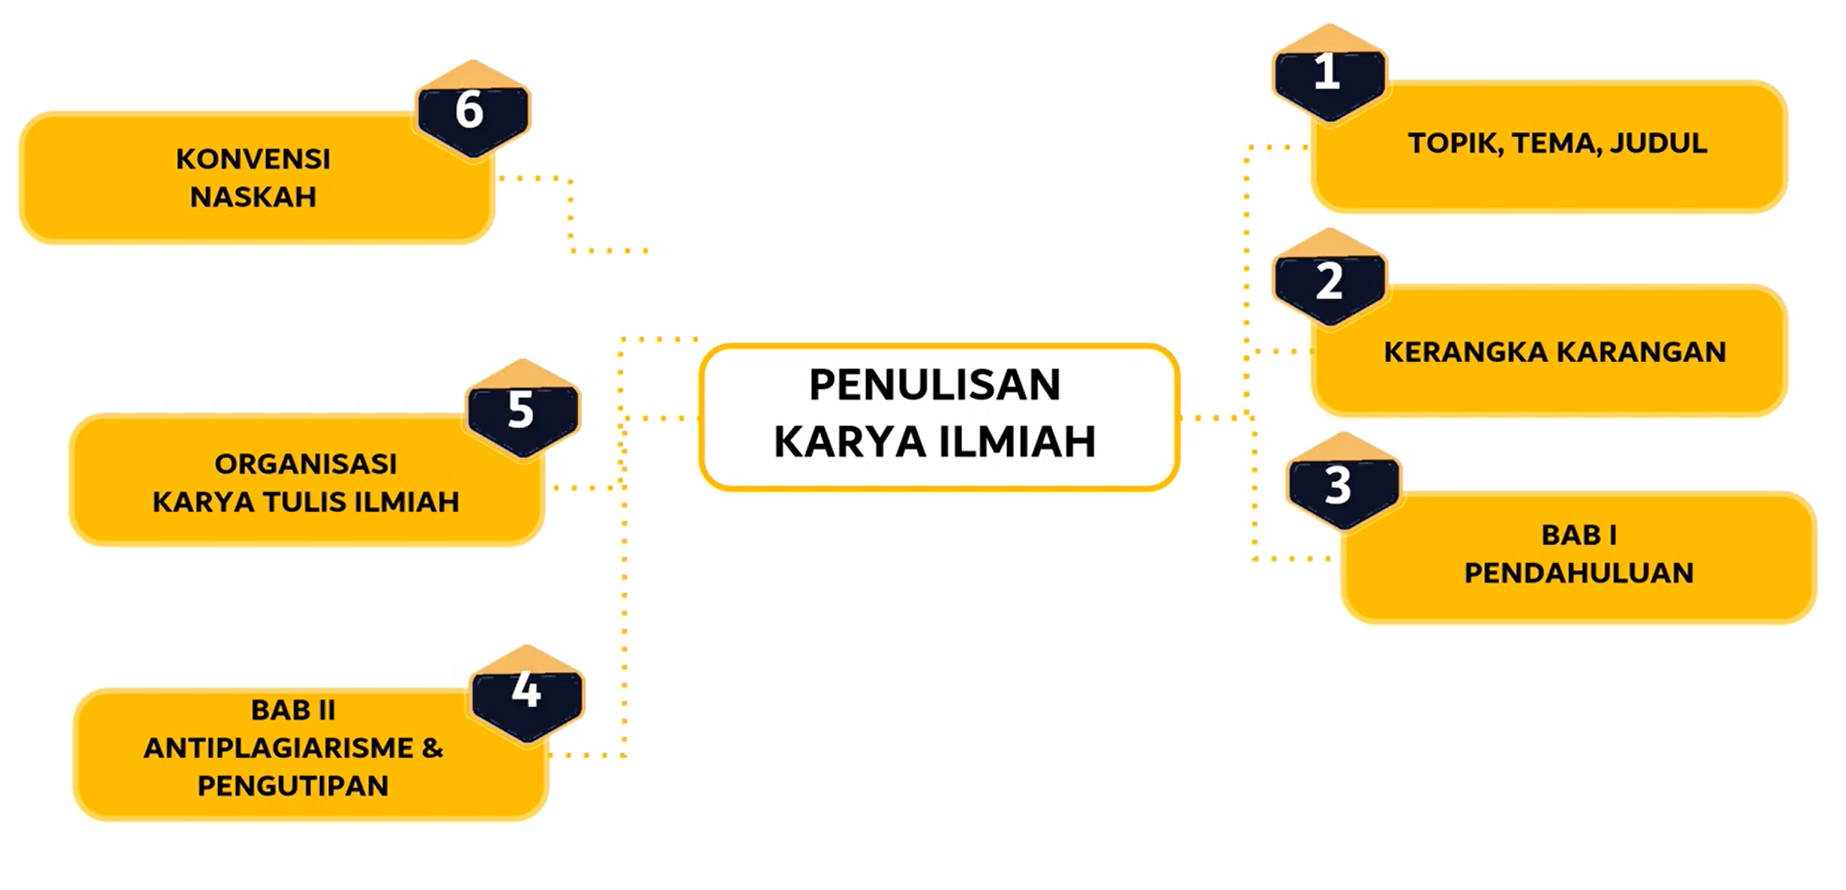 PENULISAN
KARYA ILMIAH
1
TOPIK, TEMA, JUDUL
2
KERANGKA KARANGAN
3
BAB I
PENDAHULUAN
4
BAB II
ANTIPLAGIARISME &
PENGUTIPAN
5
ORGANISASI
KARYA TULIS ILMIAH
6
KONVENSI
NASKAH